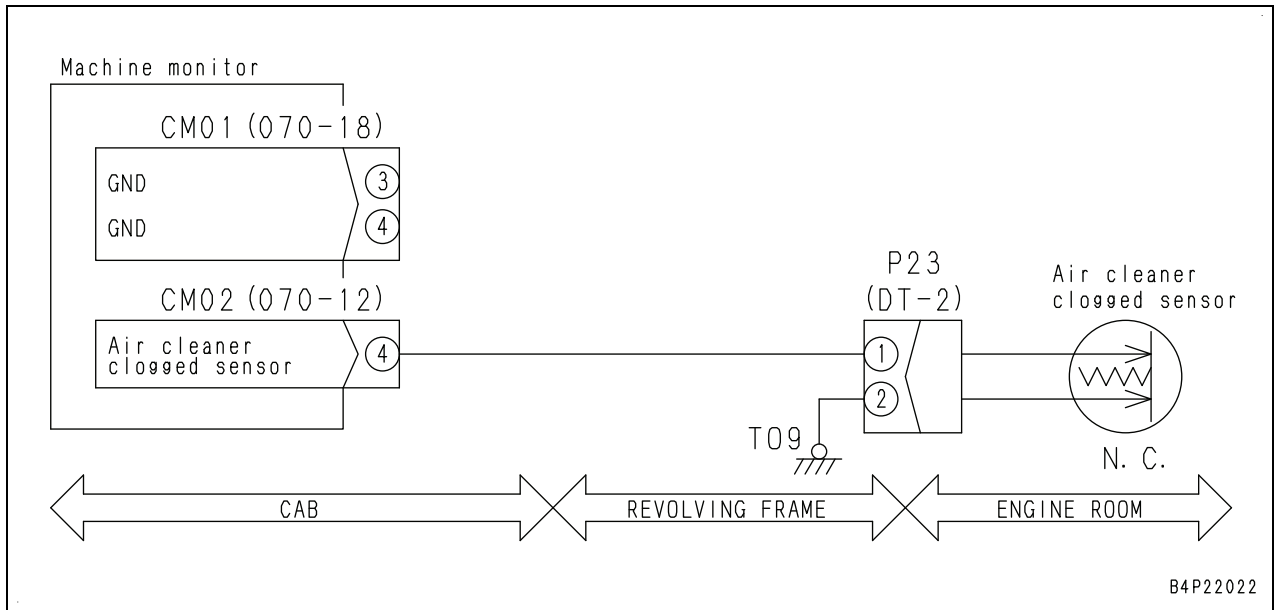 Machine monitor
CM01 (070-18)
GND
3
GND
4
CM02 (070-12)
Air cleaner
clogged sensor
4
P23
(DT-2)
1
2
T09
Air cleaner
clogged sensor
N. C.
CAB
REVOLVING FRAME
ENGINE ROOM
B4P22022